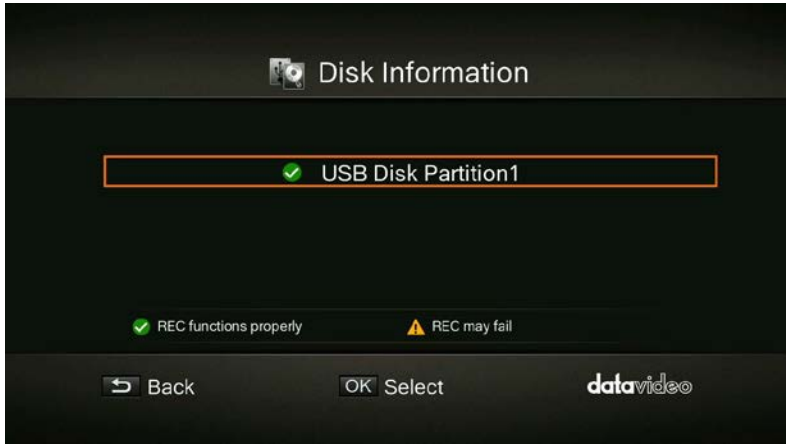 Disk Information
USB Disk Partition1
REC functions properly
REC may fail
Back
OK Select
datavideo